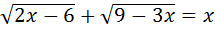 √(2x − 6) + √(9 − 3x) = x